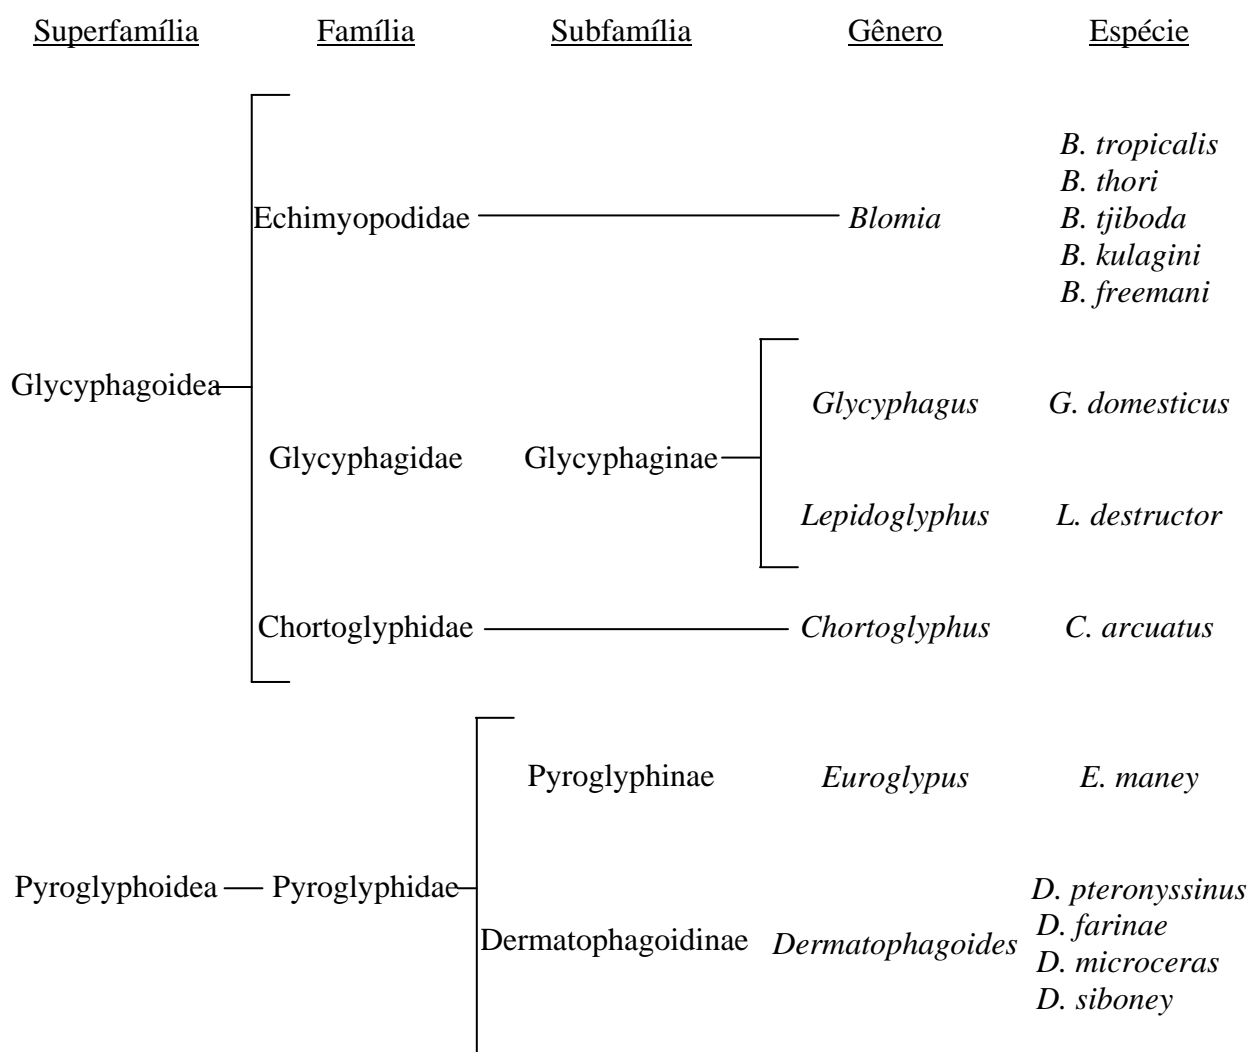 Superfamília Família Subfamília Gênero Espécie
B. tropicalis
B. thori
Echimyopodidae Blomia B. tjiboda
B. kulagini
B. freemani
Glycyphagoidea
Glycyphagus G. domesticus
Glycyphagidae Glycyphaginae
Lepidoglyphus L. destructor
Chortoglyphidae Chortoglyphus C. arcuatus
Pyroglyphinae Euroglypus E. maney
Pyroglyphoidea Pyroglyphidae D. pteronyssinus
D. farinae
Dermatophagoidinae Dermatophagoides
D. microceras
D. siboney